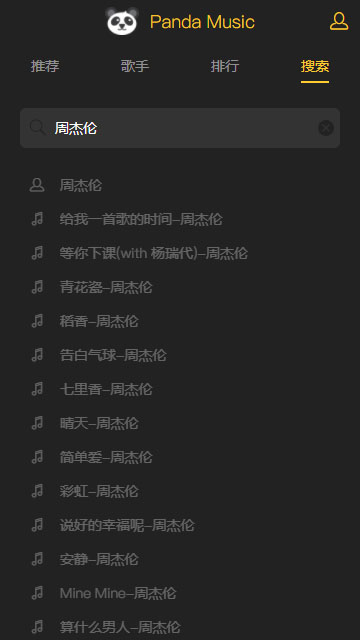 Panda Music
推荐 歌手 排行 搜索
周杰伦
周杰伦
给我一首歌的时间-周杰伦
等你下课(with 杨瑞代)-周杰伦
青花瓷-周杰伦
稻香-周杰伦
告白气球-周杰伦
七里香-周杰伦
晴天-周杰伦
简单爱-周杰伦
彩虹-周杰伦
说好的幸福呢-周杰伦
安静-周杰伦
Mine Mine-周杰伦
算什么男人-周杰伦